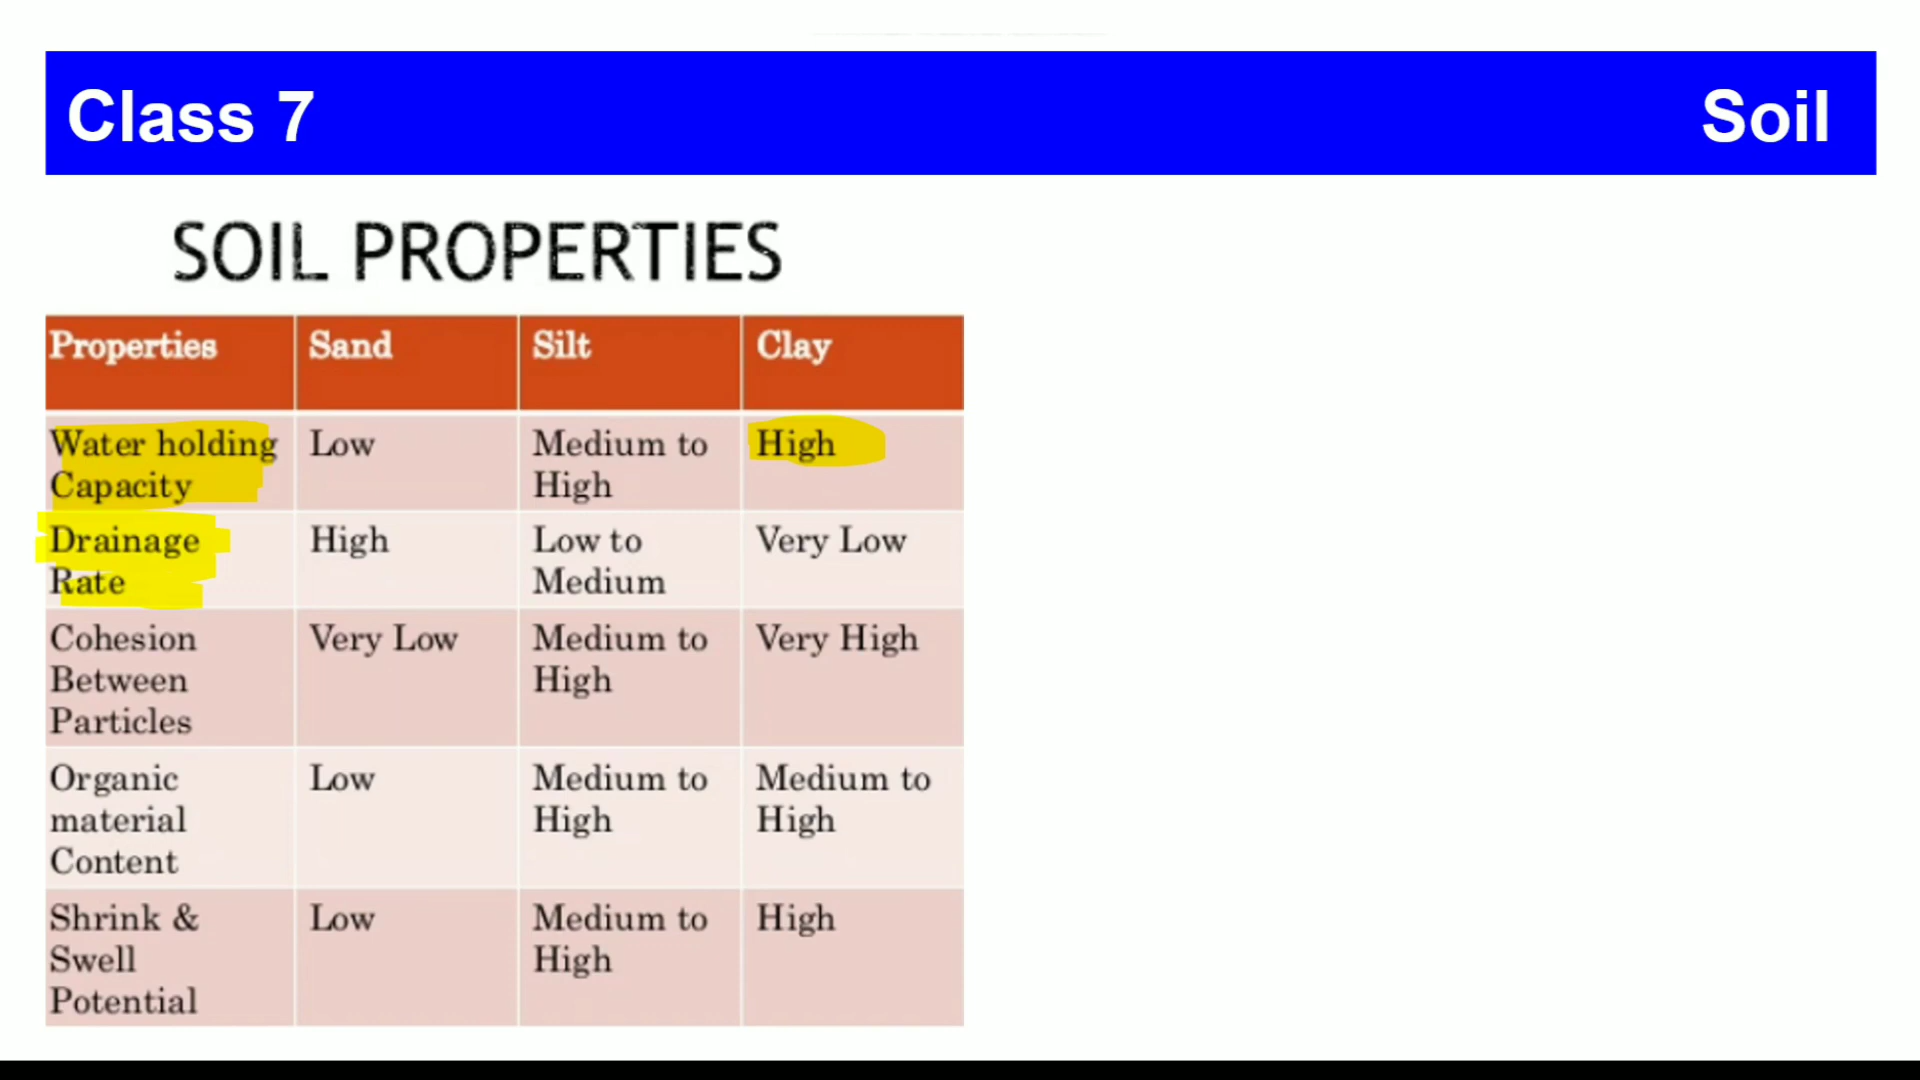 Class 7 Soil
SOIL PROPERTIES
Properties Sand Silt Clay
Water holding Low Medium to High
Capacity High
Drainage High Low to Very Low
Rate Medium
Cohesion Very Low Medium to Very High
Between High
Particles
Organic Low Medium to Medium to
material High High
Content
Shrink & Low Medium to High
Swell High
Potential